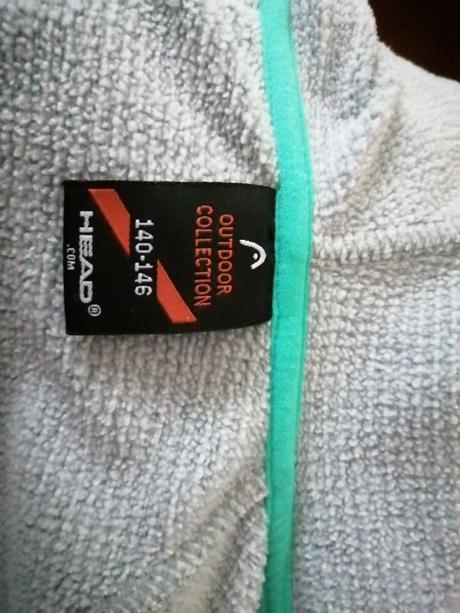 OUTDOOR
COLLECTION
140-146
HEAD®
.COM